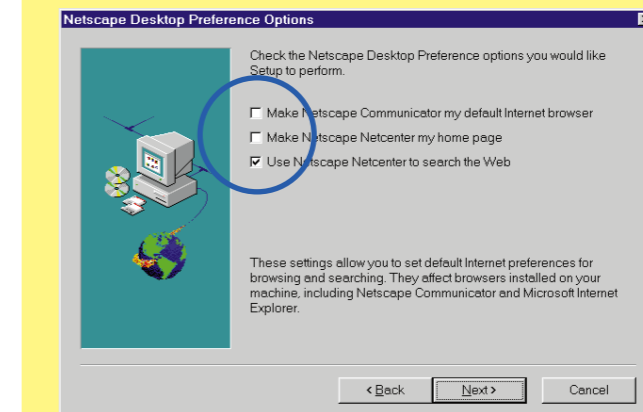 Netscape Desktop Preference Options
Check the Netscape Desktop Preference options you would like
Setup to perform.
Make Netscape Communicator my default Internet browser
Make Netscape Netcenter my home page
Use Netscape Netcenter to search the Web
These settings allow you to set default Internet preferences for
browsing and searching. They affect browsers installed on your
machine, including Netscape Communicator and Microsoft Internet
Explorer.
< Back
Next >
Cancel